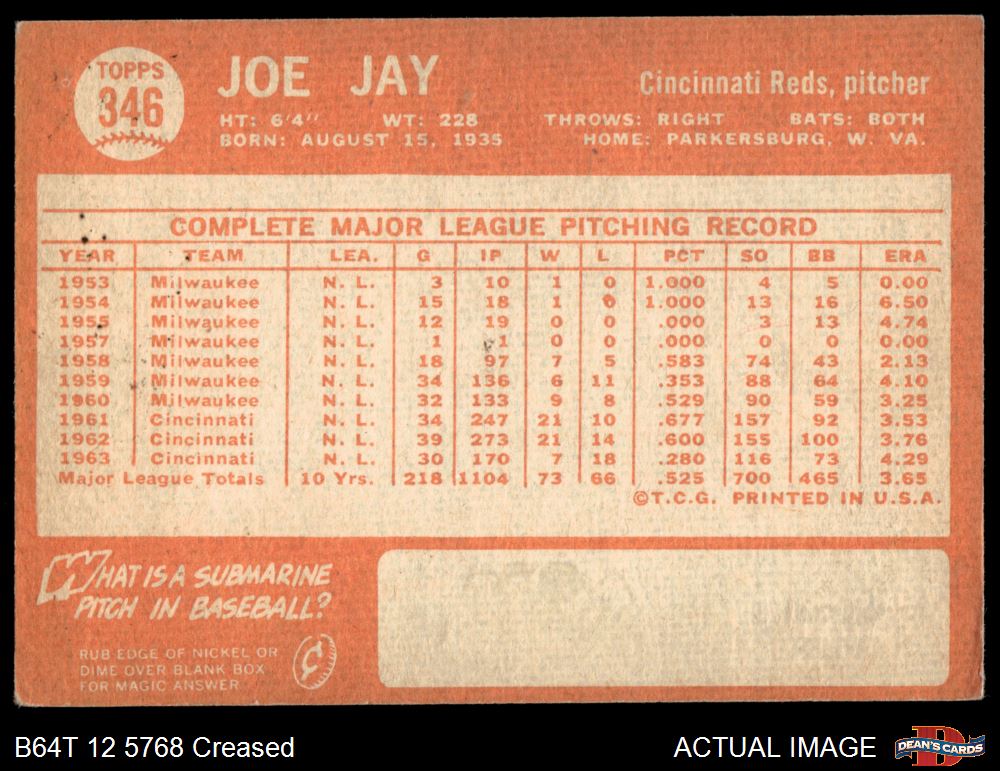 TOPPS
346
JOE JAY
Cincinnati Reds, pitcher
HT: 6'4" WT: 228 THROWS: RIGHT BATS: BOTH
BORN: AUGUST 15, 1935 HOME: PARKERSBURG, W. VA.
COMPLETE MAJOR LEAGUE PITCHING RECORD
YEAR TEAM LEA. G IP W L PCT SO BB ERA
1953 Milwaukee N. L. 3 10 1 0 1.000 4 5 0.00
1954 Milwaukee N. L. 15 18 1 0 1.000 13 16 6.50
1955 Milwaukee N. L. 12 19 0 0 .000 3 13 4.74
1957 Milwaukee N. L. 1 1 0 0 .000 0 0 0.00
1958 Milwaukee N. L. 18 97 7 5 .583 74 43 2.13
1959 Milwaukee N. L. 34 136 6 11 .353 88 64 4.10
1960 Milwaukee N. L. 32 133 9 8 .529 90 59 3.25
1961 Cincinnati N. L. 34 247 21 10 .677 157 92 3.53
1962 Cincinnati N. L. 39 273 21 14 .600 155 100 3.76
1963 Cincinnati N. L. 30 170 7 18 .280 116 73 4.29
Major League Totals 10 Yrs. 218 1104 73 66 .525 700 465 3.65
©T.C.G. PRINTED IN U.S.A.
WHAT IS A SUBMARINE
PITCH IN BASEBALL?
RUB EDGE OF NICKEL OR
DIME OVER BLANK BOX
FOR MAGIC ANSWER
¢
B64T 12 5768 Creased
ACTUAL IMAGE
D
DEAN'S CARDS